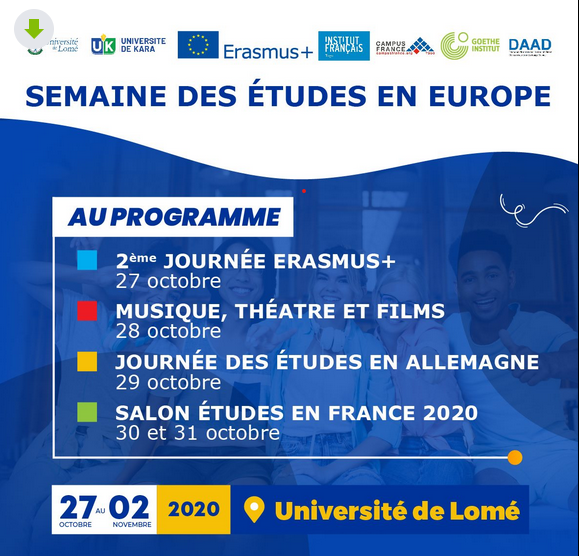 Université de Lomé
UK UNIVERSITÉ DE KARA
Erasmus+
INSTITUT FRANÇAIS
CAMPUS FRANCE
GOETHE INSTITUT
DAAD
SEMAINE DES ÉTUDES EN EUROPE
AU PROGRAMME
2ème JOURNÉE ERASMUS+
27 octobre
MUSIQUE, THÉATRE ET FILMS
28 octobre
JOURNÉE DES ÉTUDES EN ALLEMAGNE
29 octobre
SALON ÉTUDES EN FRANCE 2020
30 et 31 octobre
27 AU 02 2020 Université de Lomé
OCTOBRE NOVEMBRE